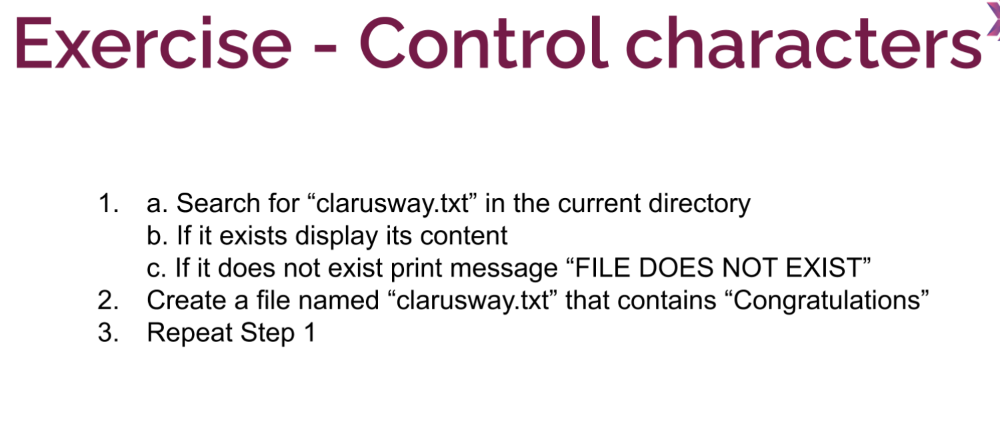 Exercise - Control characters
1. a. Search for “clarusway.txt” in the current directory
b. If it exists display its content
c. If it does not exist print message “FILE DOES NOT EXIST”
2. Create a file named “clarusway.txt” that contains “Congratulations”
3. Repeat Step 1